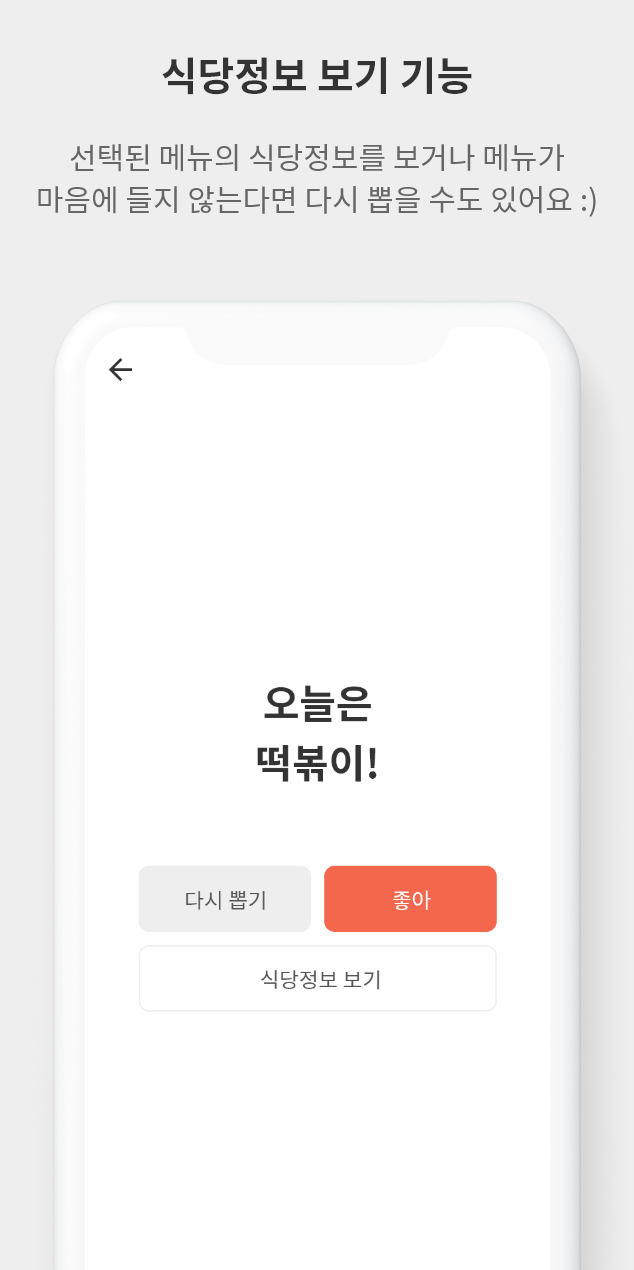 식당정보 보기 기능
선택된 메뉴의 식당정보를 보거나 메뉴가
마음에 들지 않는다면 다시 뽑을 수도 있어요 :)
오늘은
떡볶이!
다시 뽑기
좋아
식당정보 보기